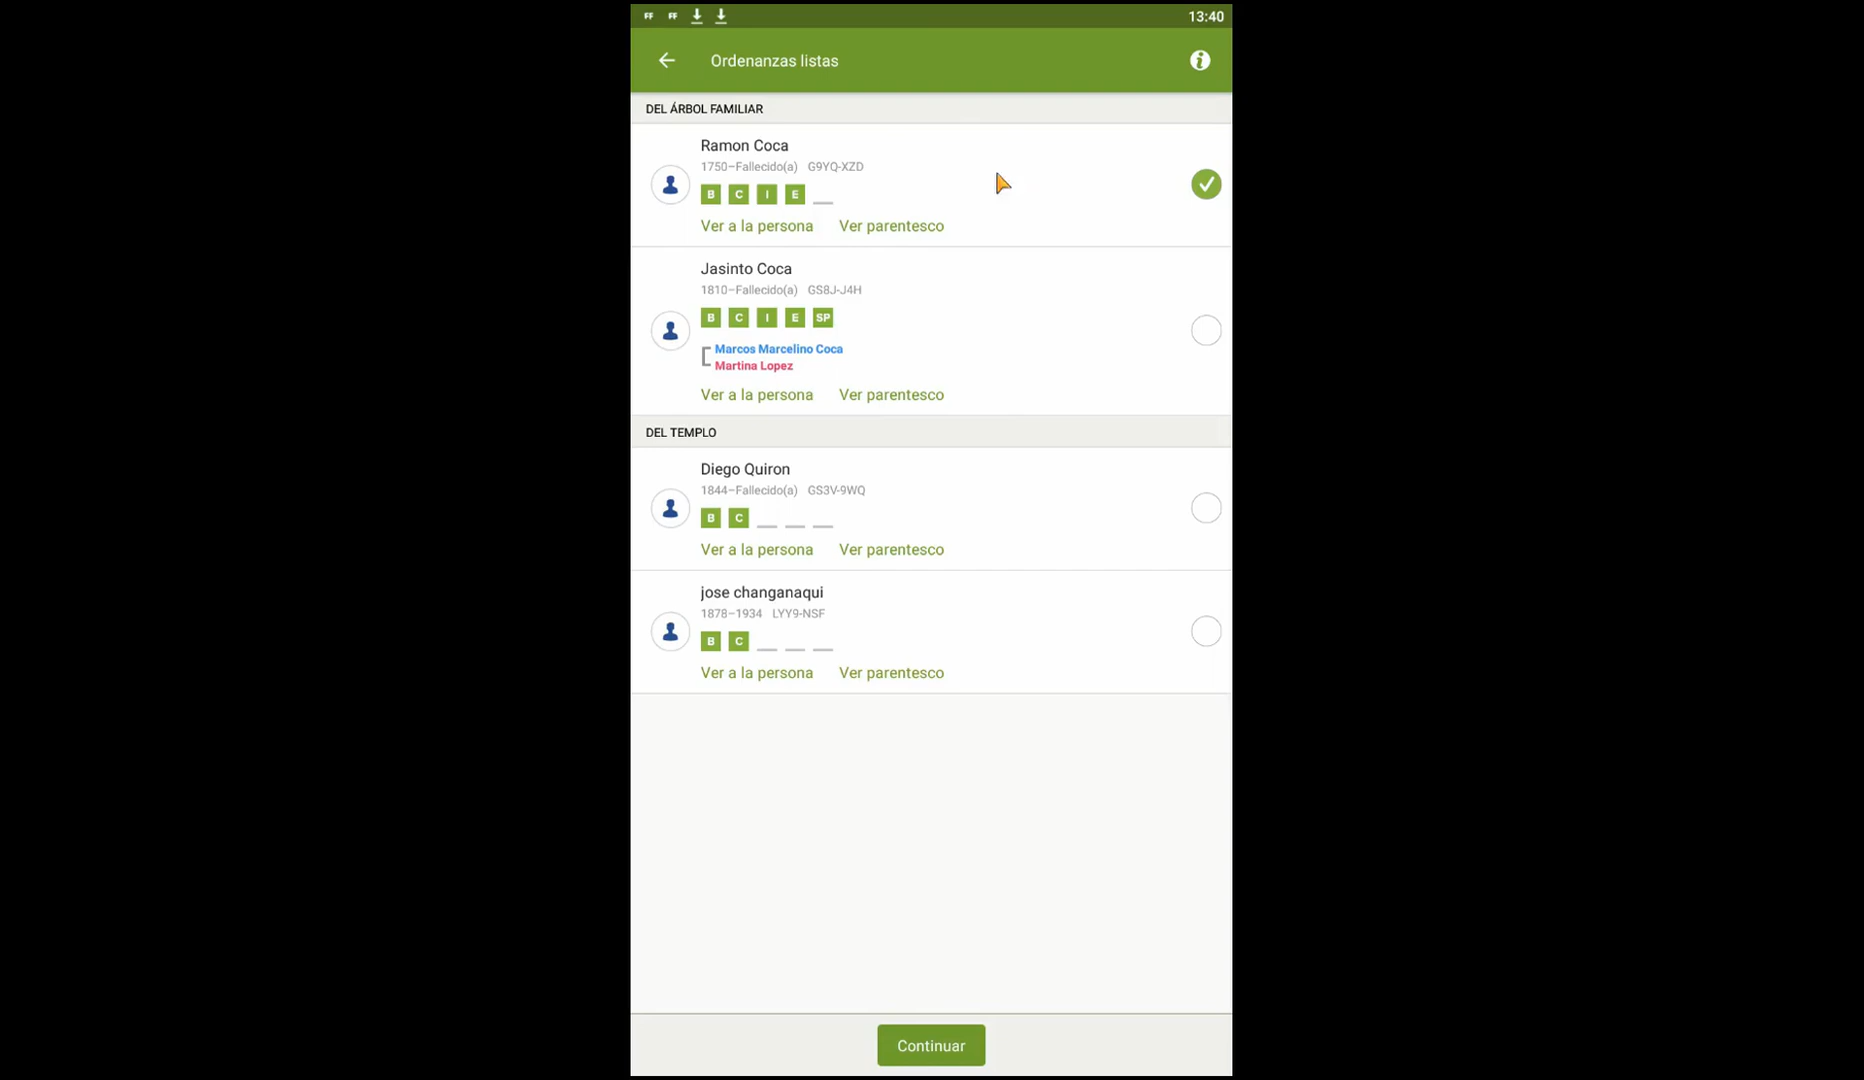 FF FF 13:40
Ordenanzas listas
DEL ÁRBOL FAMILIAR
Ramon Coca
1750–Fallecido(a) G9YQ-XZD
B C I E
Ver a la persona Ver parentesco
Jasinto Coca
1810–Fallecido(a) GS8J-J4H
B C I E SP
Marcos Marcelino Coca
Martina Lopez
Ver a la persona Ver parentesco
DEL TEMPLO
Diego Quiron
1844–Fallecido(a) GS3V-9WQ
B C
Ver a la persona Ver parentesco
jose changanaqui
1878–1934 LYY9-NSF
B C
Ver a la persona Ver parentesco
Continuar